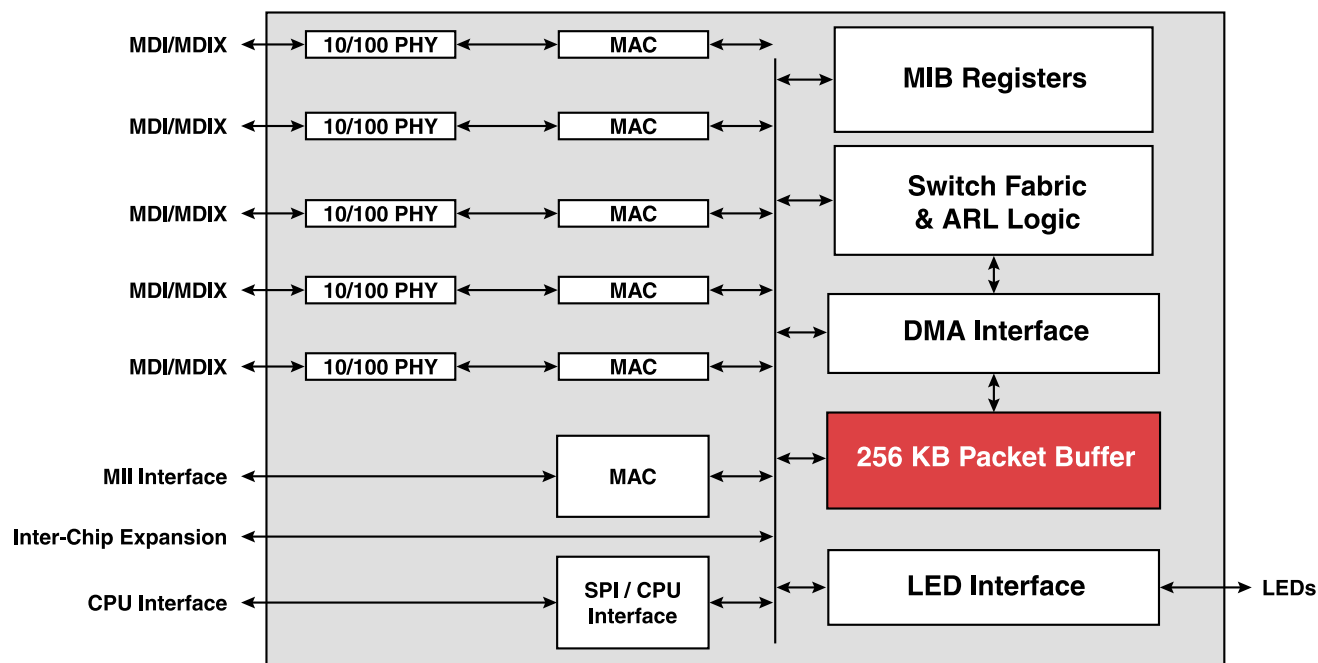 MDI/MDIX
10/100 PHY
MAC
MIB Registers
MDI/MDIX
10/100 PHY
MAC
Switch Fabric
& ARL Logic
MDI/MDIX
10/100 PHY
MAC
MDI/MDIX
10/100 PHY
MAC
DMA Interface
MDI/MDIX
10/100 PHY
MAC
256 KB Packet Buffer
MII Interface
MAC
Inter-Chip Expansion
CPU Interface
SPI / CPU
Interface
LED Interface
LEDs